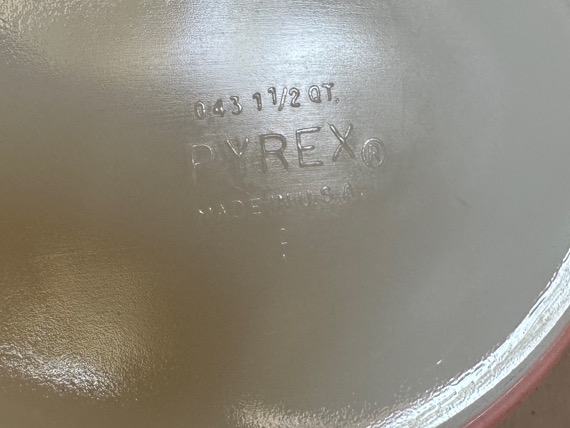 043 1 1/2 QT.
PYREX®
MADE IN U.S.A.